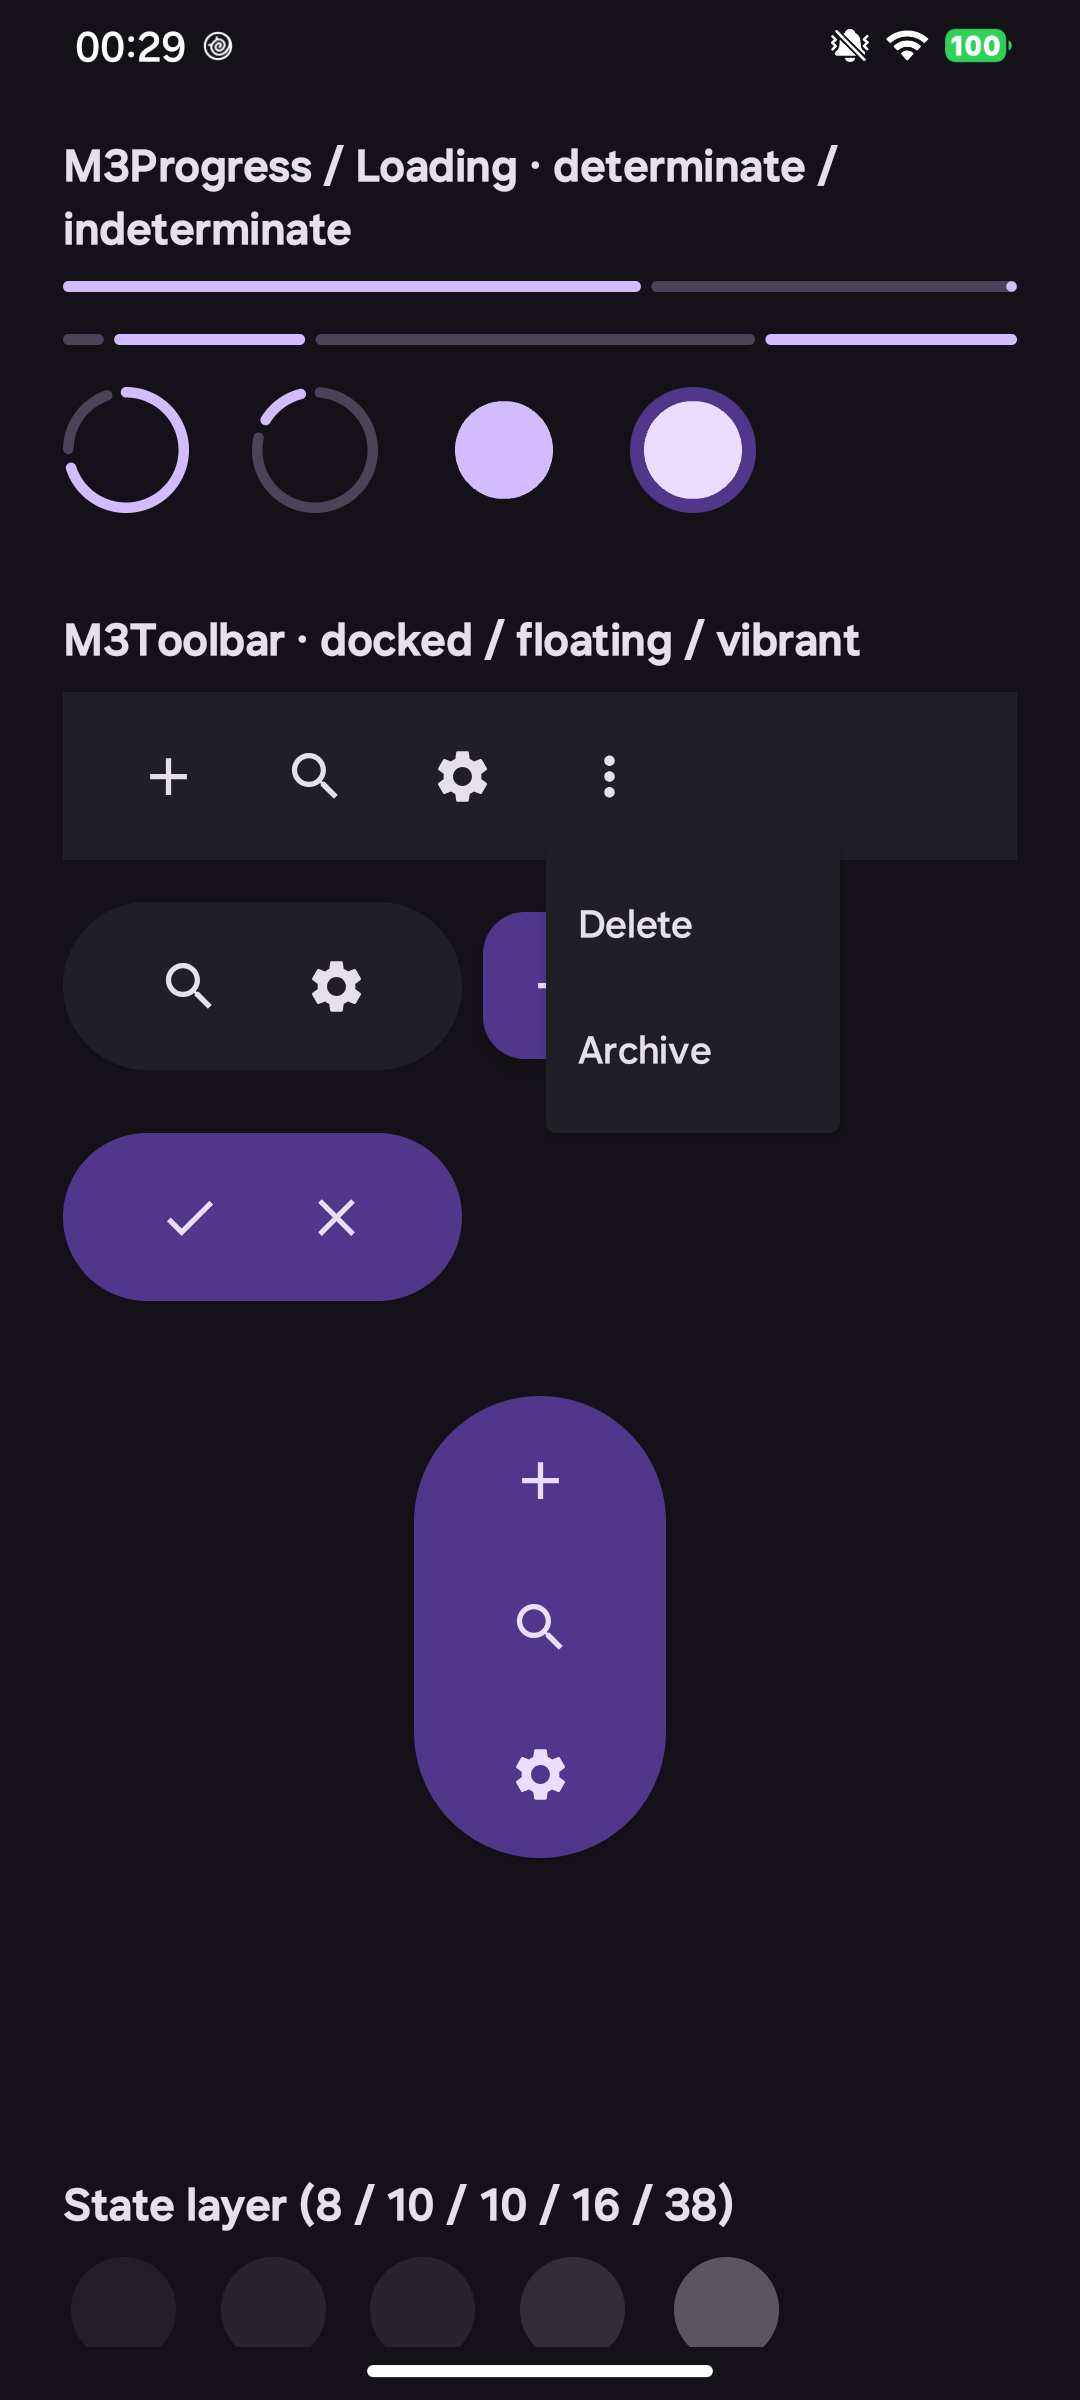 00:29
100
M3Progress / Loading · determinate /
indeterminate
M3Toolbar · docked / floating / vibrant
Delete
Archive
State layer (8 / 10 / 10 / 16 / 38)